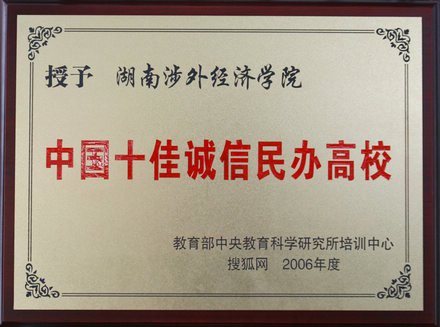 授予 湖南涉外经济学院
中国十佳诚信民办高校
教育部中央教育科学研究所培训中心
搜狐网 2006年度